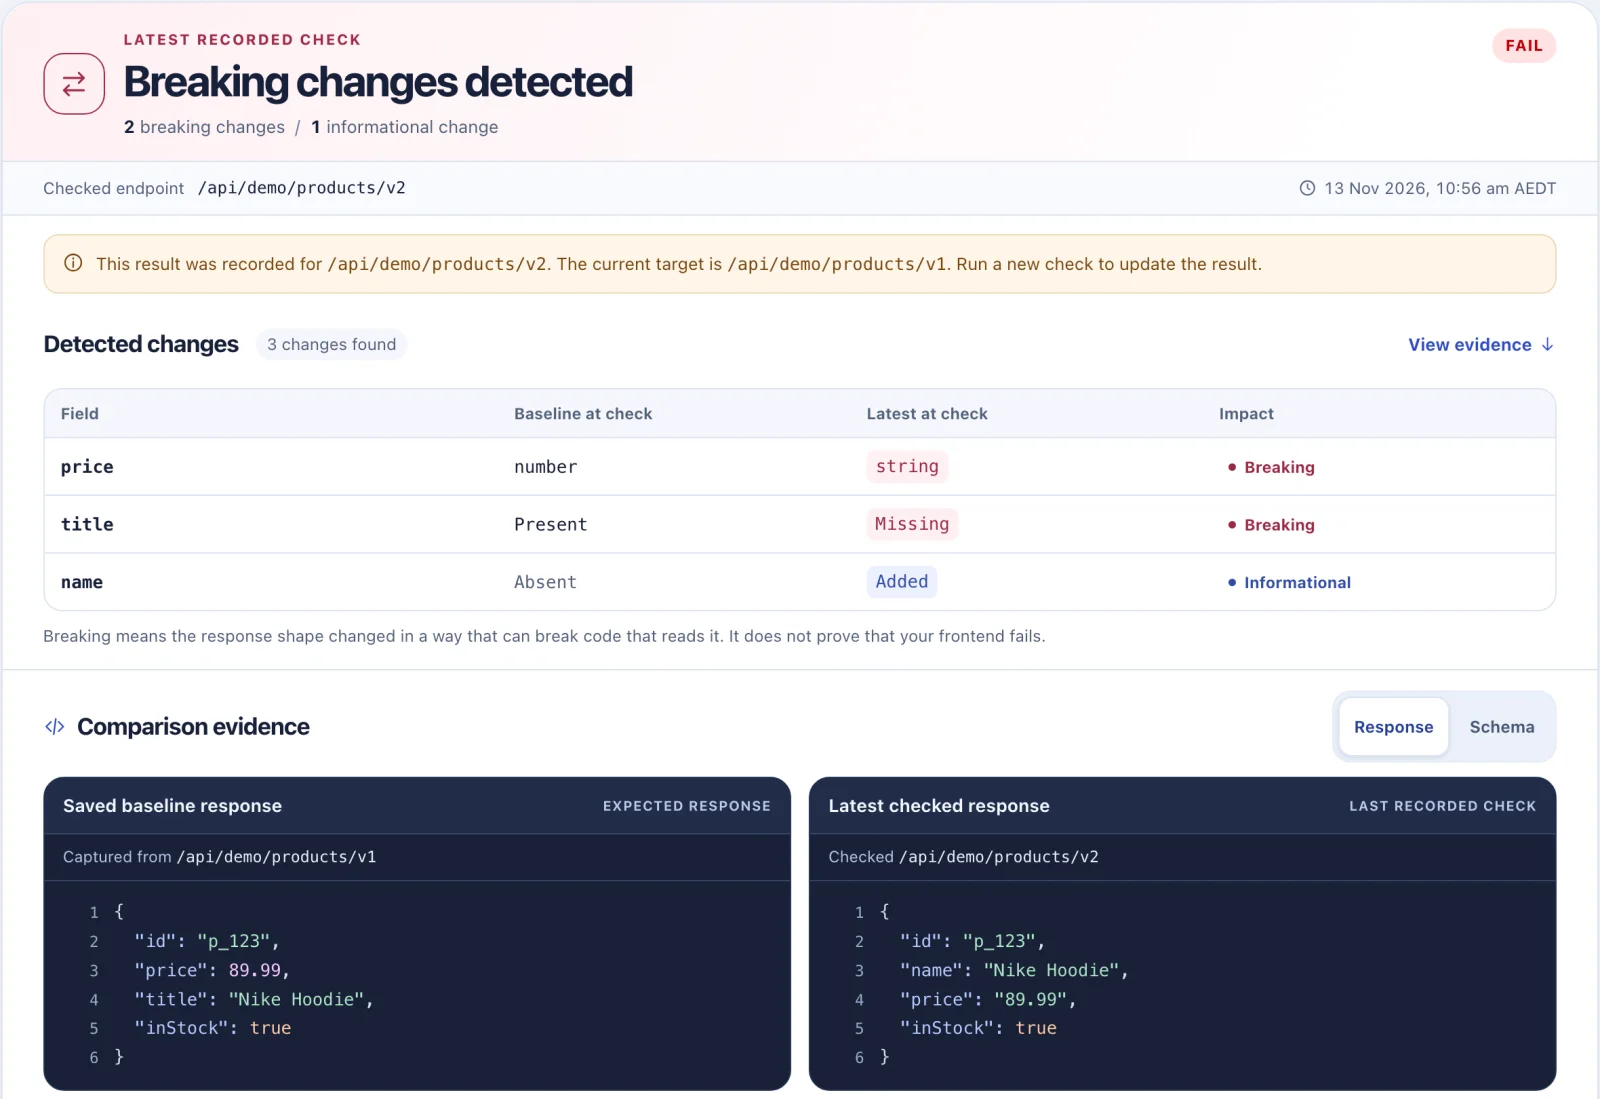 LATEST RECORDED CHECK
FAIL
Breaking changes detected
2 breaking changes / 1 informational change
Checked endpoint /api/demo/products/v2
13 Nov 2026, 10:56 am AEDT
This result was recorded for /api/demo/products/v2. The current target is /api/demo/products/v1. Run a new check to update the result.
Detected changes 3 changes found
View evidence ↓
Field Baseline at check Latest at check Impact
price number string • Breaking
title Present Missing • Breaking
name Absent Added • Informational
Breaking means the response shape changed in a way that can break code that reads it. It does not prove that your frontend fails.
</> Comparison evidence
Response Schema
Saved baseline response EXPECTED RESPONSE
Captured from /api/demo/products/v1
1 {
2 "id": "p_123",
3 "price": 89.99,
4 "title": "Nike Hoodie",
5 "inStock": true
6 }
Latest checked response LAST RECORDED CHECK
Checked /api/demo/products/v2
1 {
2 "id": "p_123",
3 "name": "Nike Hoodie",
4 "price": "89.99",
5 "inStock": true
6 }